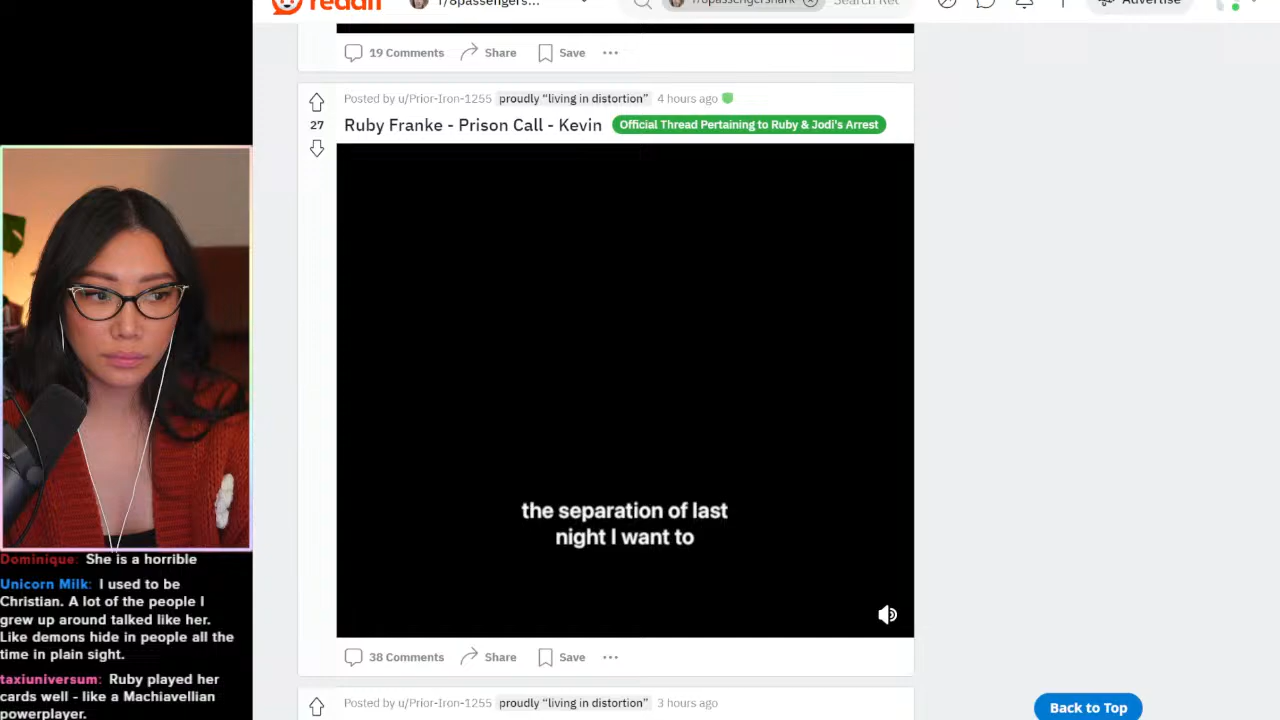 reddit
r/8passengers...
r/8passengersnark
Search Ret
Advertise
19 Comments
Share
Save
Posted by u/Prior-Iron-1255 proudly “living in distortion” 4 hours ago
27
Ruby Franke - Prison Call - Kevin Official Thread Pertaining to Ruby & Jodi's Arrest
the separation of last
night I want to
38 Comments
Share
Save
Posted by u/Prior-Iron-1255 proudly “living in distortion” 3 hours ago
Back to Top
Dominique: She is a horrible
Unicorn Milk: I used to be
Christian. A lot of the people I
grew up around talked like her.
Like demons hide in people all the
time in plain sight.
taxiuniversum: Ruby played her
cards well - like a Machiavellian
powerplayer.